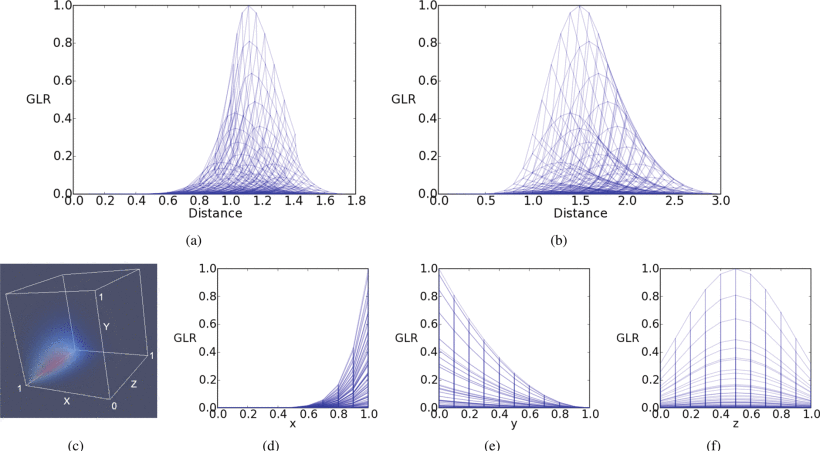 1.0 1.0
0.8 0.8
GLR 0.6 GLR 0.6
0.4 0.4
0.2 0.2
0.0 0.0
0 0.2 0.4 0.6 0.8 1.0 1.2 1.4 1.6 1.8 0 0.5 1.0 1.5 2.0 2.5 3.0
Distance Distance
(a) (b)
1 Y 1 Z 1 X 0
1.0 1.0 1.0
0.8 0.8 0.8
0.6 0.6 0.6
GLR GLR GLR
0.4 0.4 0.4
0.2 0.2 0.2
0.0 0.0 0.0
0 0.2 0.4 0.6 0.8 1.0 0 0.2 0.4 0.6 0.8 1.0 0 0.2 0.4 0.6 0.8 1.0
x y z
(c) (d) (e) (f)